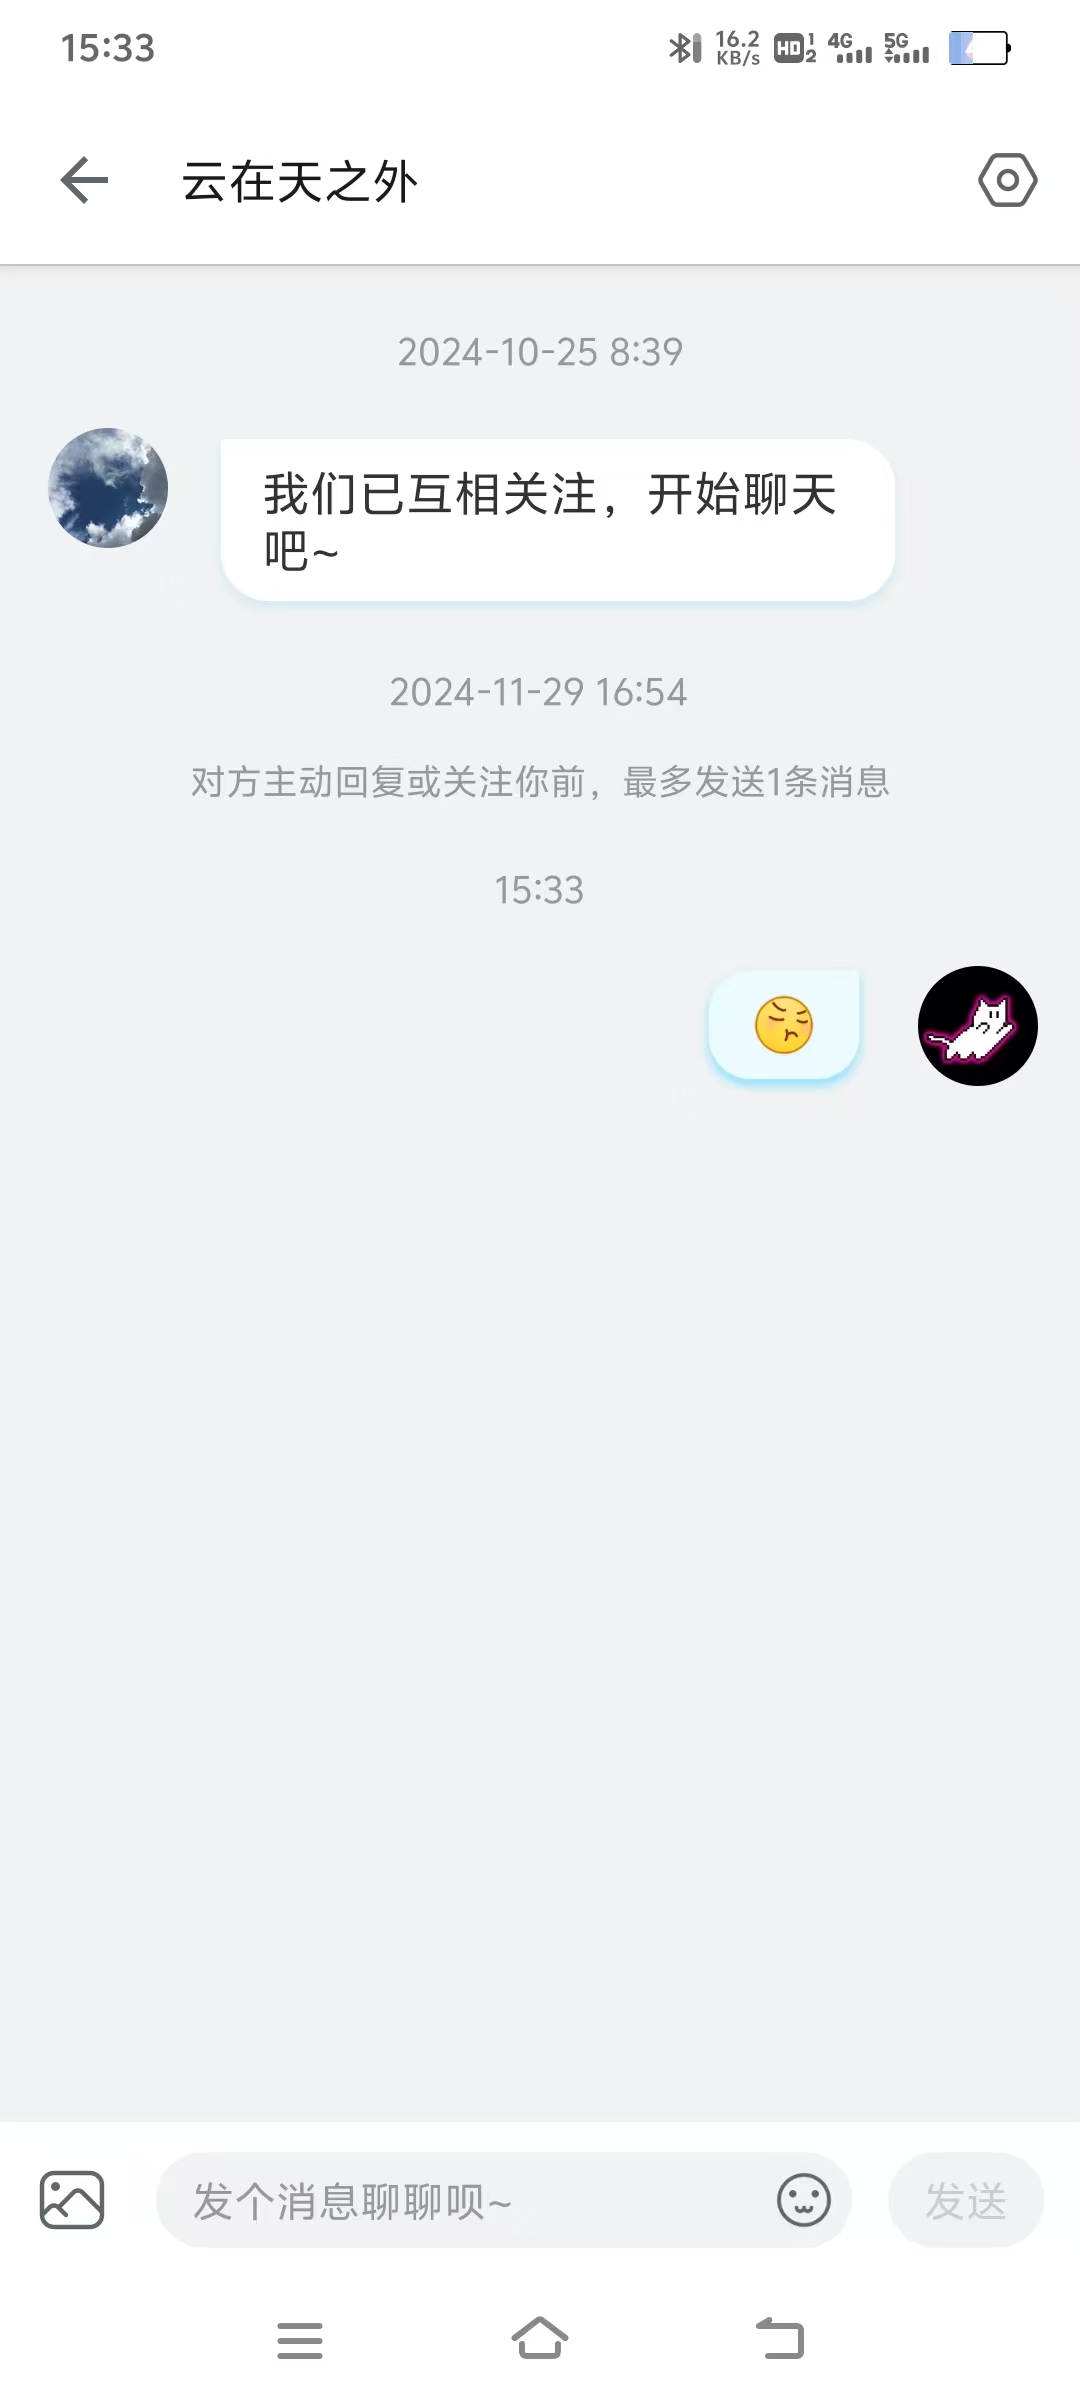 15:33
16.2
KB/s
HD
1
2
4G
5G
云在天之外
2024-10-25 8:39
我们已互相关注，开始聊天
吧~
2024-11-29 16:54
对方主动回复或关注你前，最多发送1条消息
15:33
发个消息聊聊呗~
发送